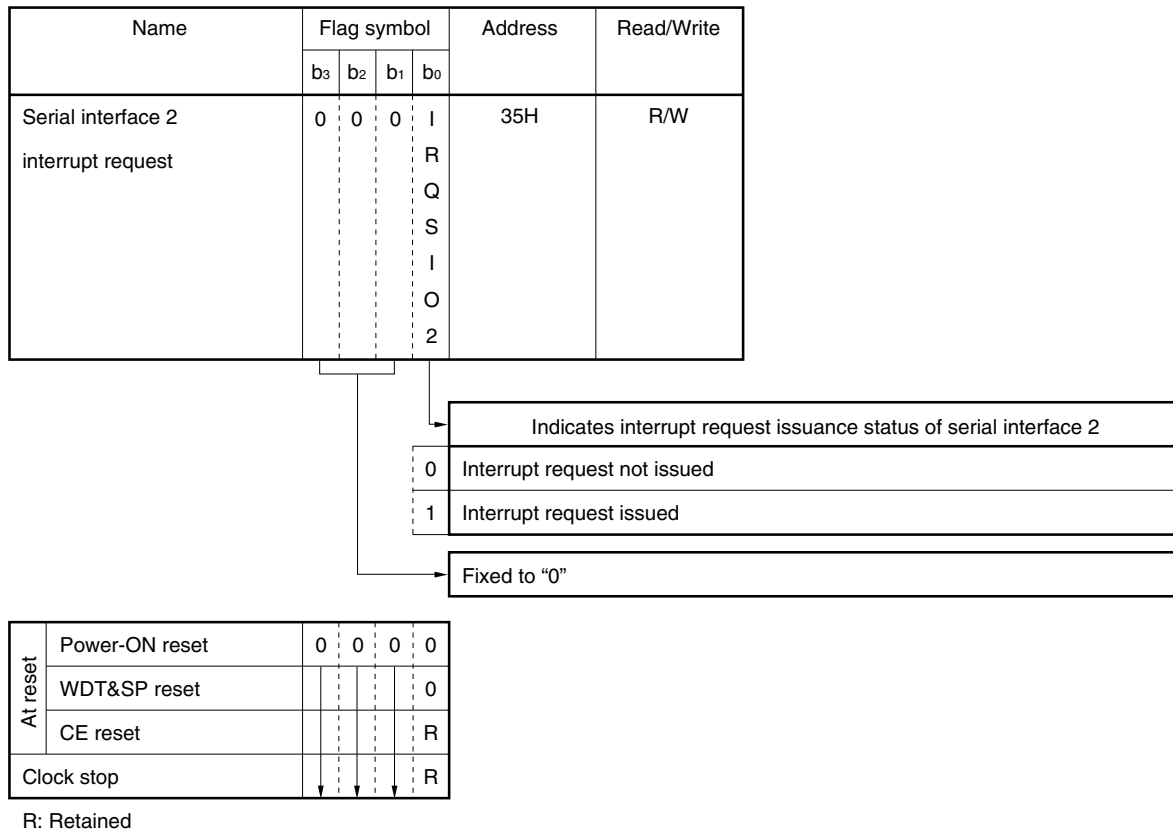 Name Flag symbol Address Read/Write
b3 b2 b1 b0
Serial interface 2 0 0 0 I 35H R/W
interrupt request R
Q
S
I
O
2
Indicates interrupt request issuance status of serial interface 2
0 Interrupt request not issued
1 Interrupt request issued
Fixed to “0”
At reset
Power-ON reset 0 0 0 0
WDT&SP reset 0
CE reset R
Clock stop R
R: Retained